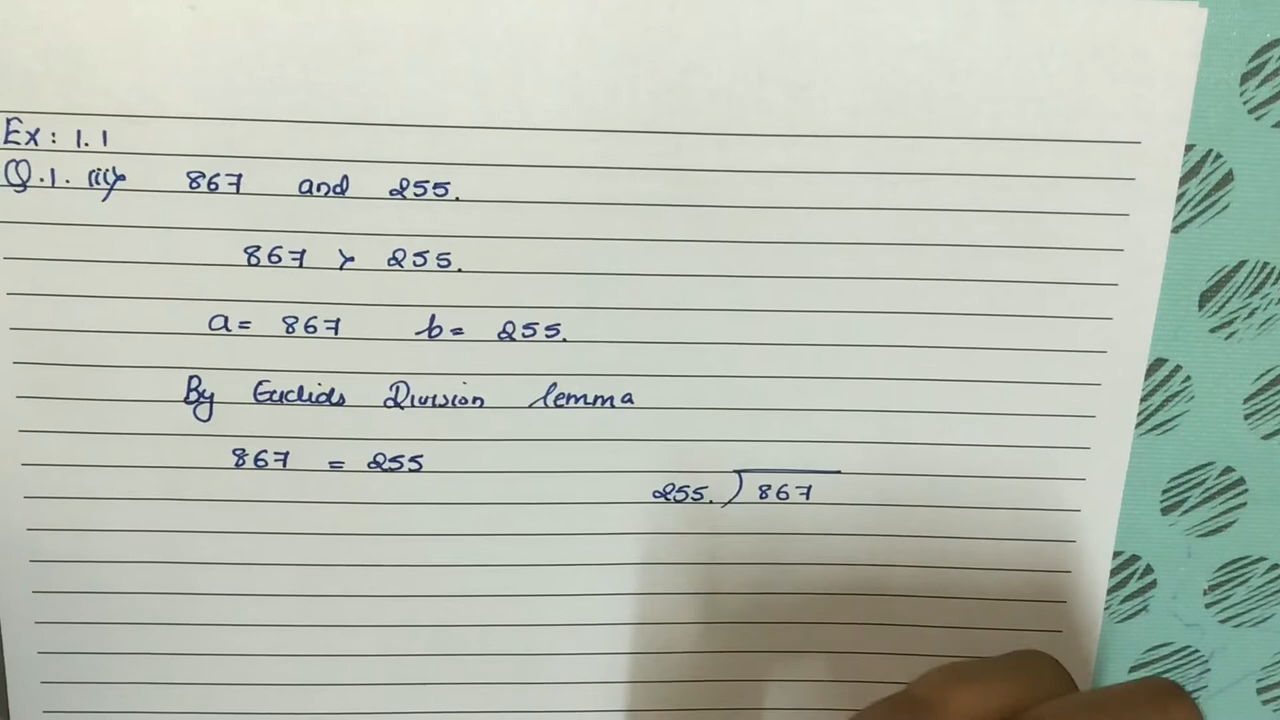 Ex: 1.1
Q.1. (iii) 867 and 255.
867 > 255.
a = 867 b = 255.
By Euclids Division lemma
867 = 255
255. ) 867